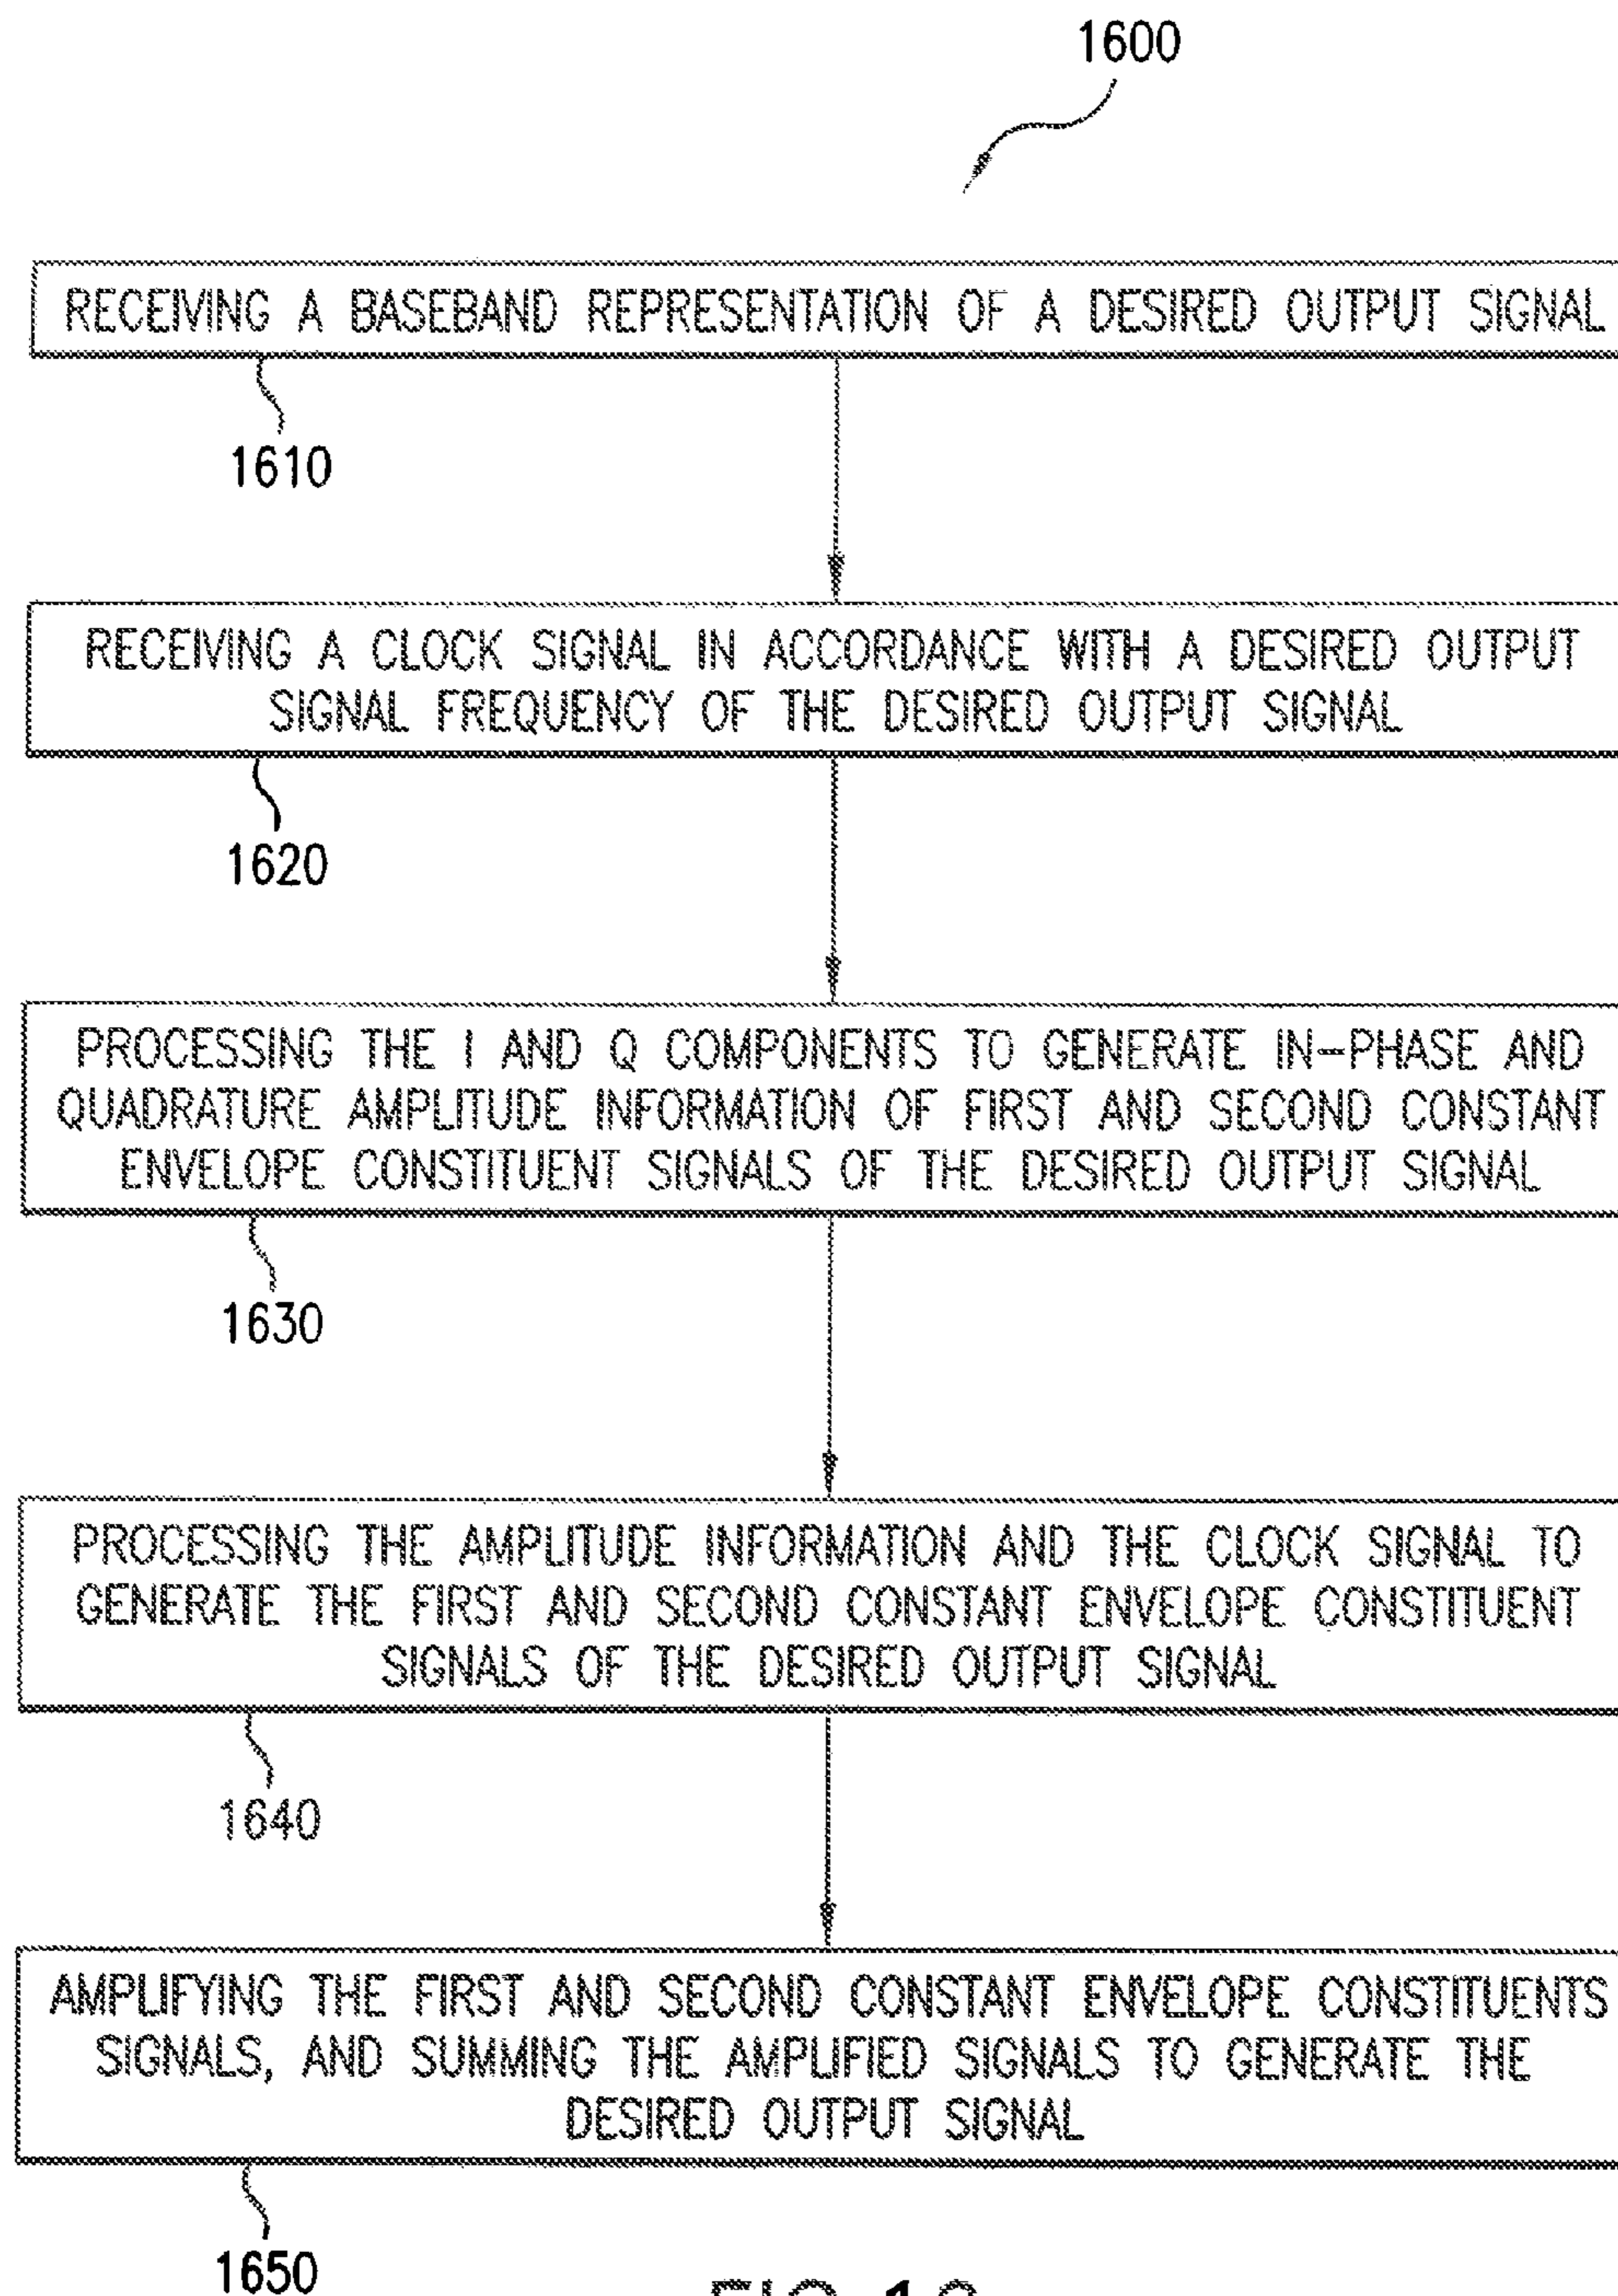 1600
RECEIVING A BASEBAND REPRESENTATION OF A DESIRED OUTPUT SIGNAL
1610
RECEIVING A CLOCK SIGNAL IN ACCORDANCE WITH A DESIRED OUTPUT
SIGNAL FREQUENCY OF THE DESIRED OUTPUT SIGNAL
1620
PROCESSING THE I AND Q COMPONENTS TO GENERATE IN-PHASE AND
QUADRATURE AMPLITUDE INFORMATION OF FIRST AND SECOND CONSTANT
ENVELOPE CONSTITUENT SIGNALS OF THE DESIRED OUTPUT SIGNAL
1630
PROCESSING THE AMPLITUDE INFORMATION AND THE CLOCK SIGNAL TO
GENERATE THE FIRST AND SECOND CONSTANT ENVELOPE CONSTITUENT
SIGNALS OF THE DESIRED OUTPUT SIGNAL
1640
AMPLIFYING THE FIRST AND SECOND CONSTANT ENVELOPE CONSTITUENTS
SIGNALS, AND SUMMING THE AMPLIFIED SIGNALS TO GENERATE THE
DESIRED OUTPUT SIGNAL
1650